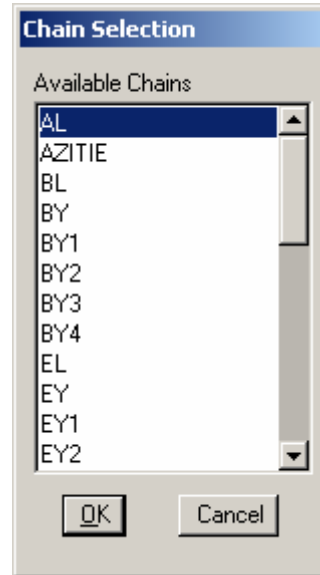 Chain Selection
Available Chains
AL
AZITIE
BL
BY
BY1
BY2
BY3
BY4
EL
EY
EY1
EY2
OK Cancel